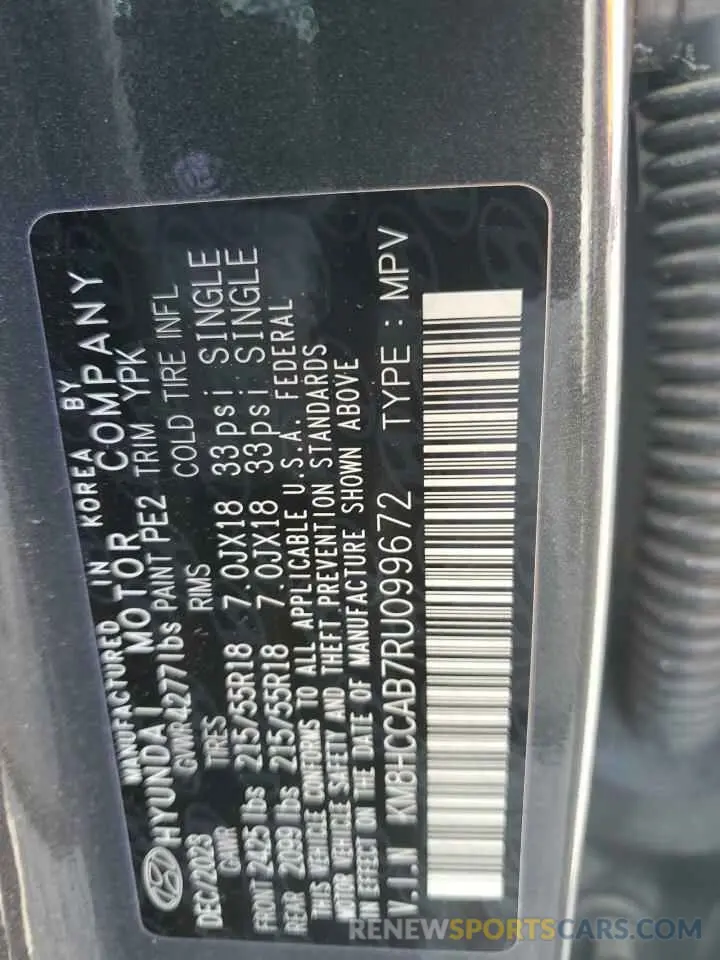 MANUFACTURED IN KOREA BY
HYUNDAI MOTOR COMPANY
DEC/2023 GVWR 4277lbs PAINT PE2 TRIM YPK
GAWR TIRES RIMS COLD TIRE INFL
FRONT 2425 lbs 215/55R18 7.0JX18 33psi SINGLE
REAR 2099 lbs 215/55R18 7.0JX18 33psi SINGLE
THIS VEHICLE CONFORMS TO ALL APPLICABLE U.S.A. FEDERAL
MOTOR VEHICLE SAFETY AND THEFT PREVENTION STANDARDS
IN EFFECT ON THE DATE OF MANUFACTURE SHOWN ABOVE
V.I.N KM8HCCAB7RU099672 TYPE : MPV
RENEWSPORTSCARS.COM